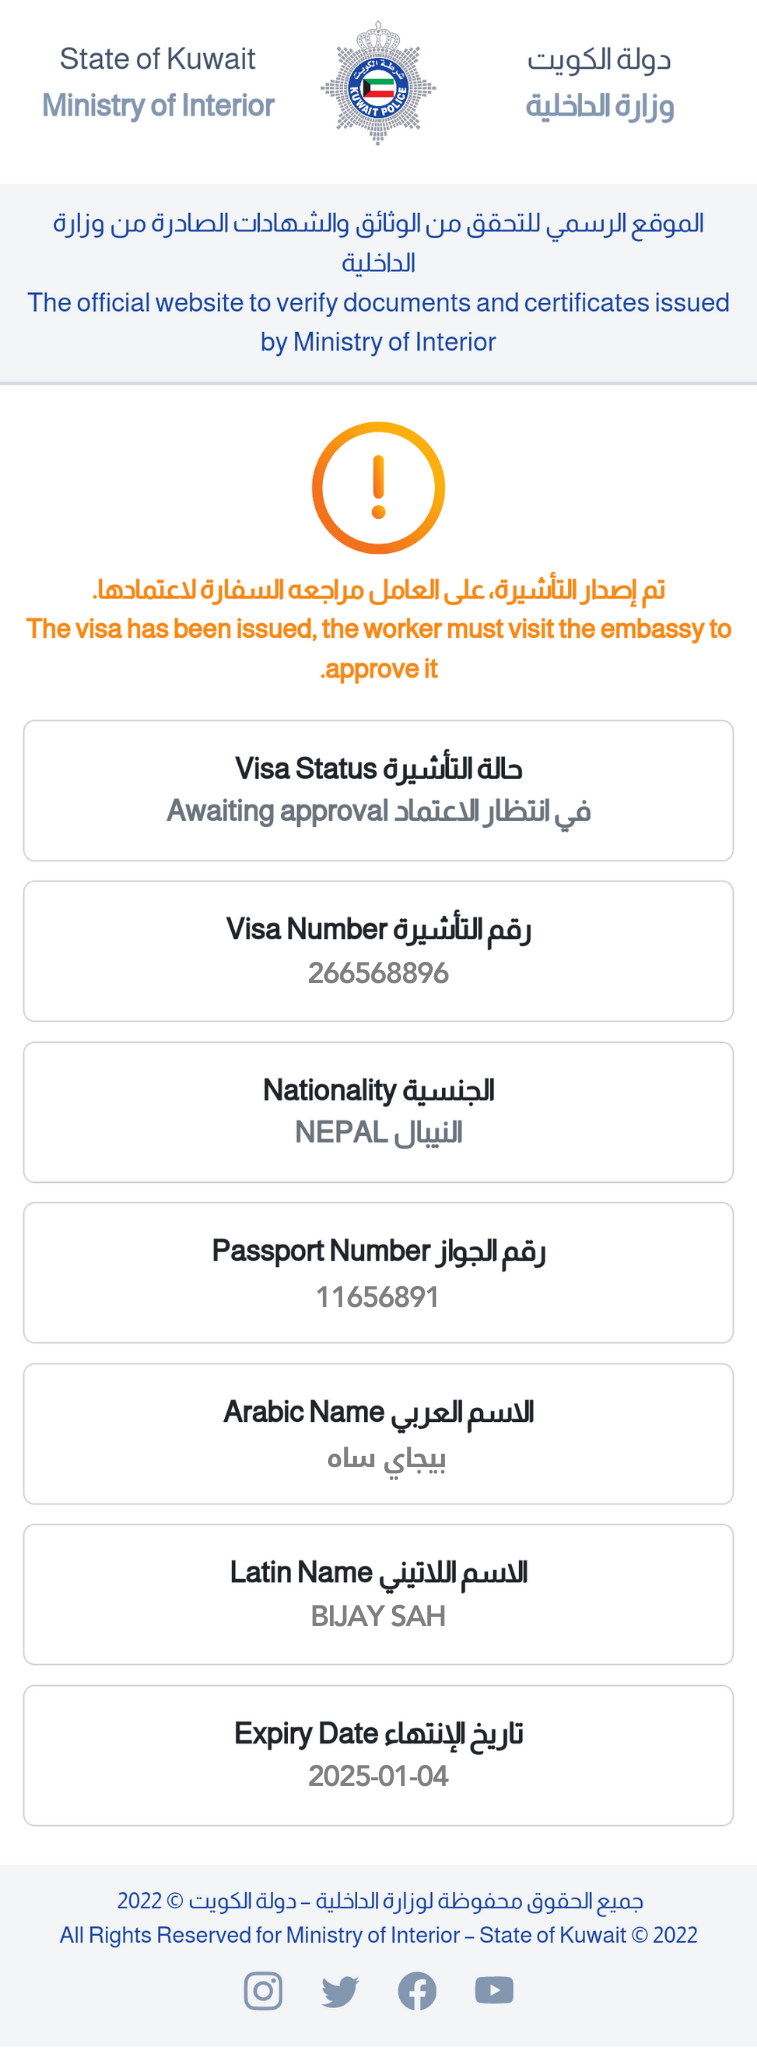 State of Kuwait
Ministry of Interior
شرطة الكويت
KUWAIT POLICE
دولة الكويت
وزارة الداخلية
الموقع الرسمي للتحقق من الوثائق والشهادات الصادرة من وزارة
الداخلية
The official website to verify documents and certificates issued
by Ministry of Interior
تم إصدار التأشيرة، على العامل مراجعه السفارة لاعتمادها.
The visa has been issued, the worker must visit the embassy to
.approve it
حالة التأشيرة Visa Status
في انتظار الاعتماد Awaiting approval
رقم التأشيرة Visa Number
266568896
الجنسية Nationality
النيبال NEPAL
رقم الجواز Passport Number
11656891
الاسم العربي Arabic Name
بيجاي ساه
الاسم اللاتيني Latin Name
BIJAY SAH
تاريخ الإنتهاء Expiry Date
2025-01-04
جميع الحقوق محفوظة لوزارة الداخلية – دولة الكويت © 2022
All Rights Reserved for Ministry of Interior – State of Kuwait © 2022